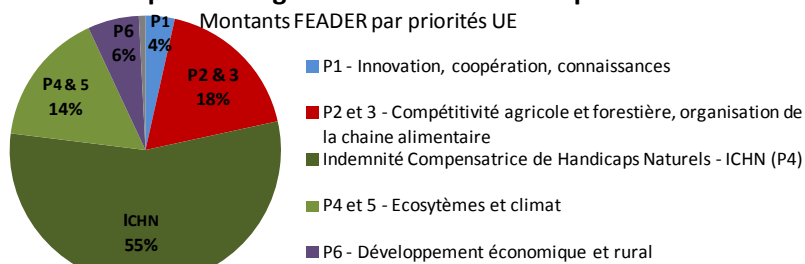 Montants FEADER par priorités UE
P6
6%
P1
4%
P2 & 3
18%
P4 & 5
14%
ICHN
55%
P1 - Innovation, coopération, connaissances
P2 et 3 - Compétitivité agricole et forestière, organisation de
la chaine alimentaire
Indemnité Compensatrice de Handicaps Naturels - ICHN (P4)
P4 et 5 - Ecosytèmes et climat
P6 - Développement économique et rural